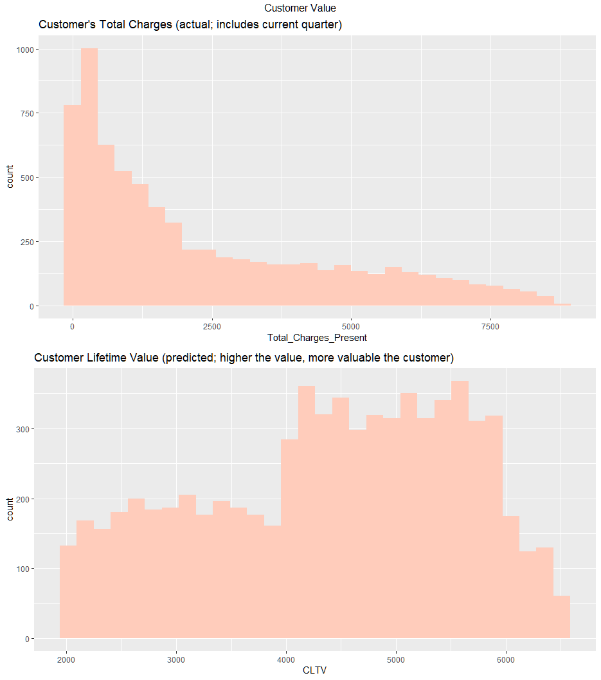 Customer Value
Customer's Total Charges (actual; includes current quarter)
1000
750
500
250
0
count
0 2500 5000 7500
Total_Charges_Present
Customer Lifetime Value (predicted; higher the value, more valuable the customer)
300
200
100
0
count
2000 3000 4000 5000 6000
CLTV